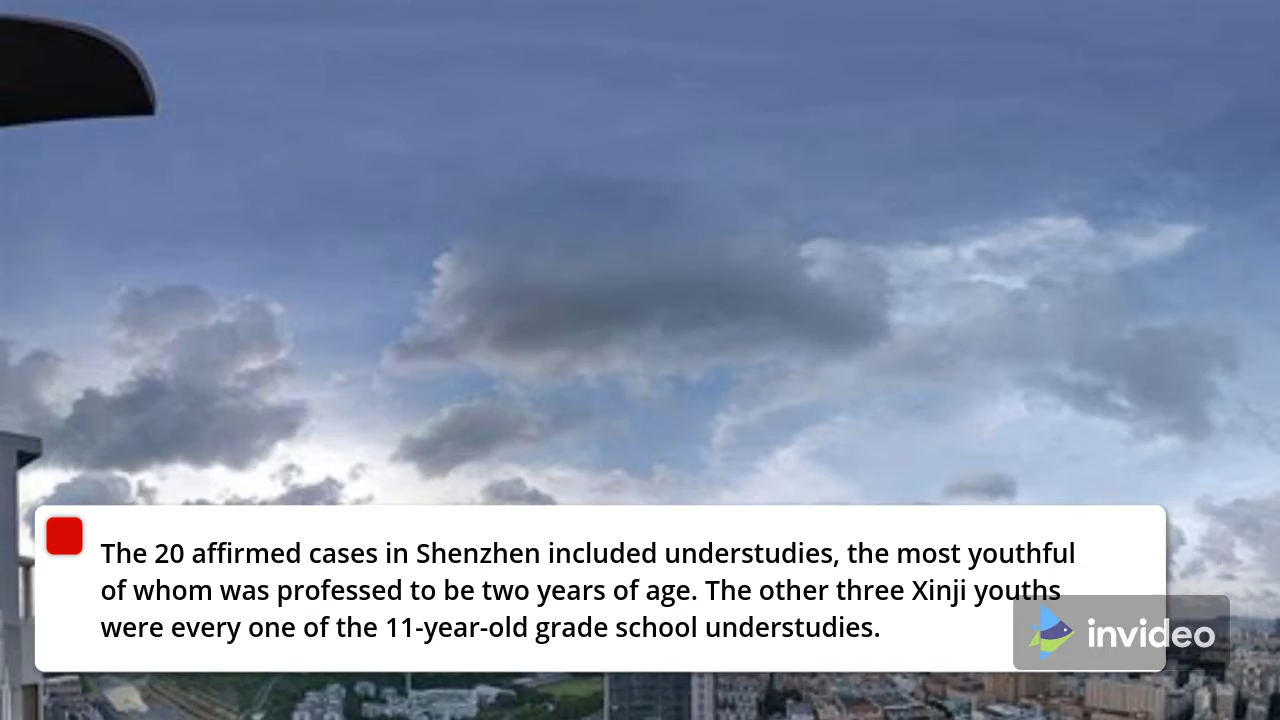 The 20 affirmed cases in Shenzhen included understudies, the most youthful
of whom was professed to be two years of age. The other three Xinji youths
were every one of the 11-year-old grade school understudies.
invideo